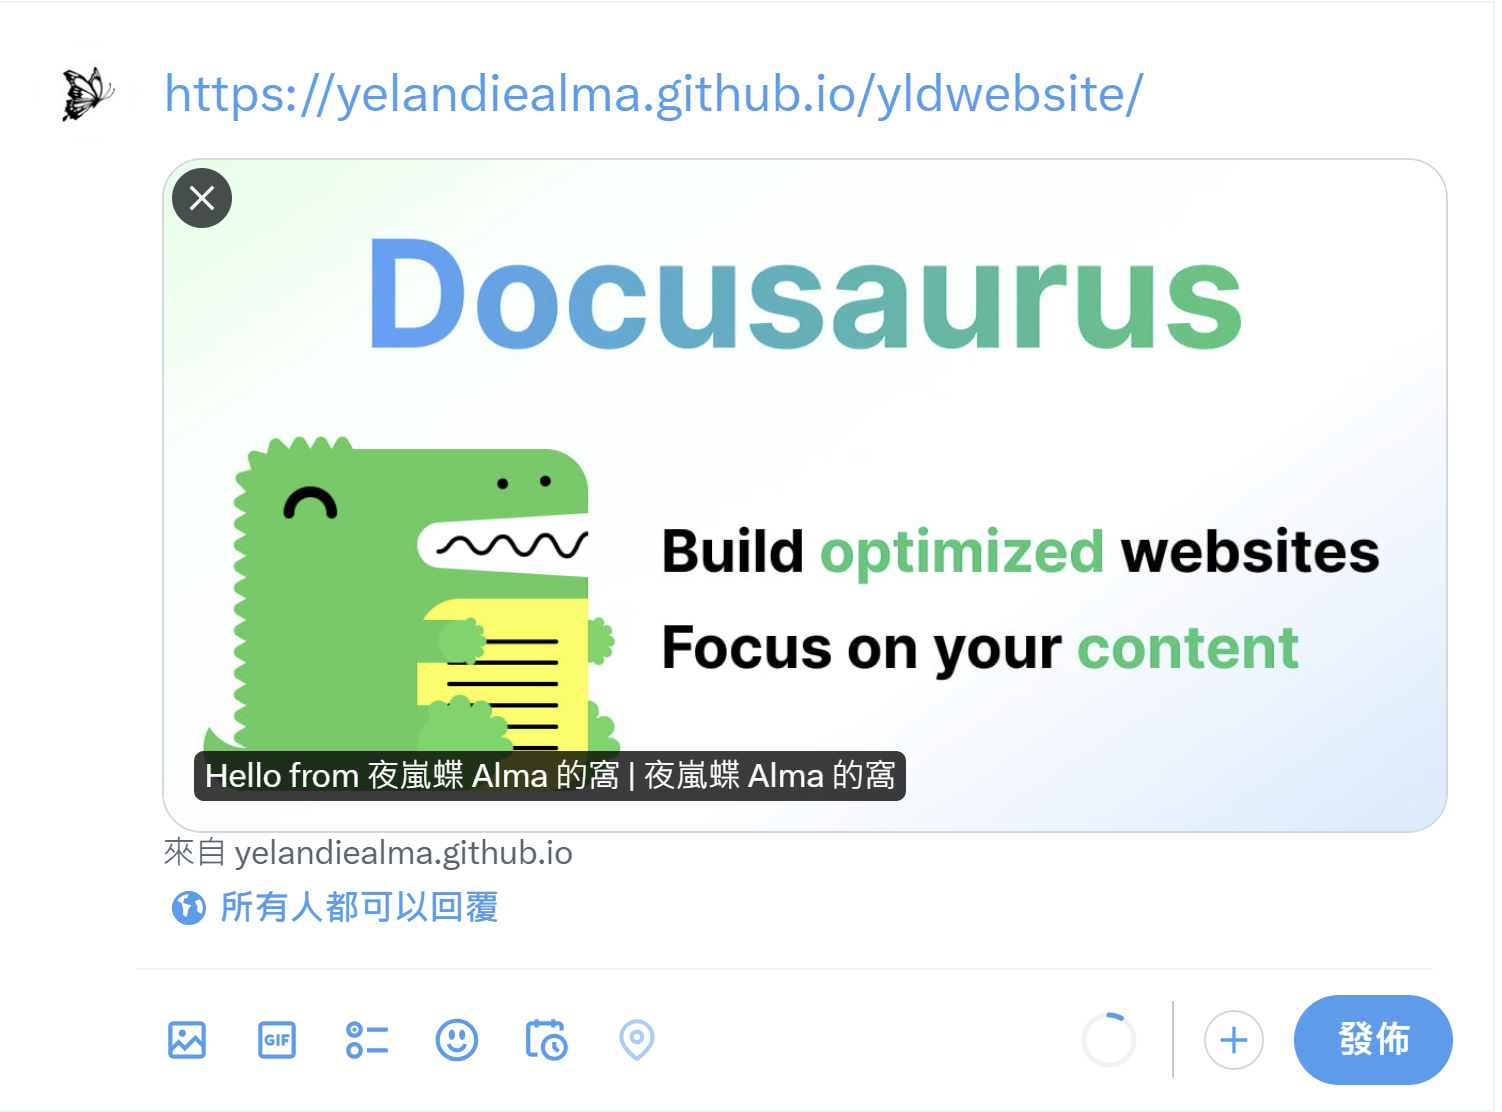 https://yelandiealma.github.io/yldwebsite/
Docusaurus
Build optimized websites
Focus on your content
Hello from 夜嵐蝶 Alma 的窩 | 夜嵐蝶 Alma 的窩
來自 yelandiealma.github.io
所有人都可以回覆
GIF
發佈